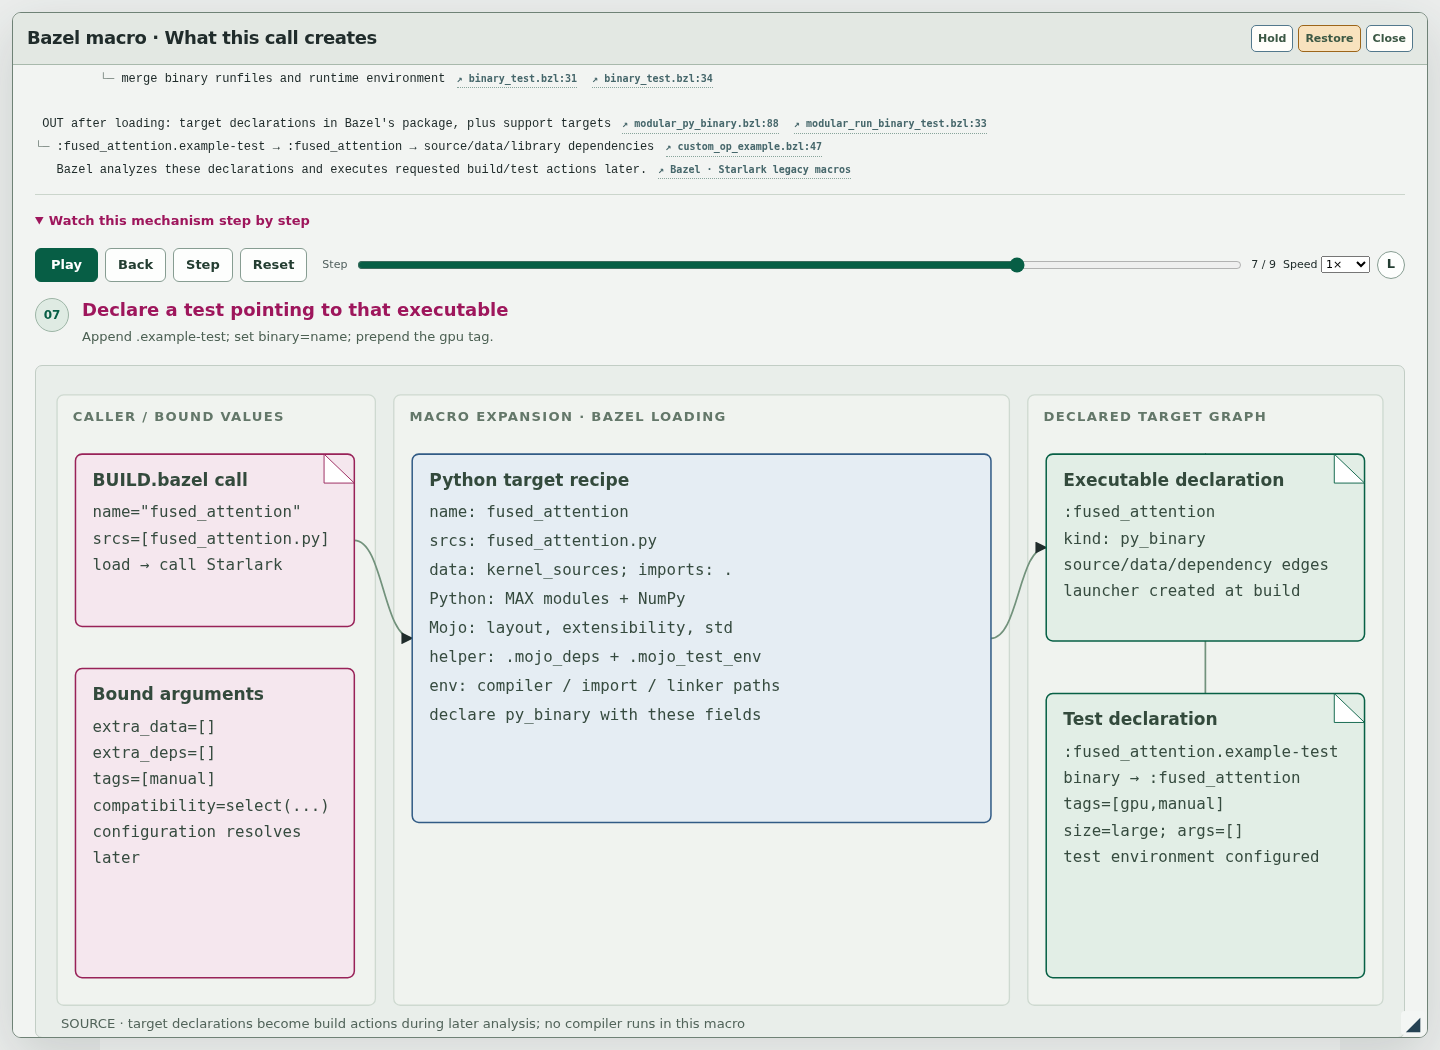 Bazel macro · What this call creates
Hold Restore Close
└─ merge binary runfiles and runtime environment ↗ binary_test.bzl:31 ↗ binary_test.bzl:34
OUT after loading: target declarations in Bazel's package, plus support targets ↗ modular_py_binary.bzl:88 ↗ modular_run_binary_test.bzl:33
└─ :fused_attention.example-test → :fused_attention → source/data/library dependencies ↗ custom_op_example.bzl:47
Bazel analyzes these declarations and executes requested build/test actions later. ↗ Bazel · Starlark legacy macros
▼ Watch this mechanism step by step
Play Back Step Reset Step 7 / 9 Speed 1× L
07 Declare a test pointing to that executable
Append .example-test; set binary=name; prepend the gpu tag.
CALLER / BOUND VALUES
BUILD.bazel call
name="fused_attention"
srcs=[fused_attention.py]
load → call Starlark
Bound arguments
extra_data=[]
extra_deps=[]
tags=[manual]
compatibility=select(...)
configuration resolves
later
MACRO EXPANSION · BAZEL LOADING
Python target recipe
name: fused_attention
srcs: fused_attention.py
data: kernel_sources; imports: .
Python: MAX modules + NumPy
Mojo: layout, extensibility, std
helper: .mojo_deps + .mojo_test_env
env: compiler / import / linker paths
declare py_binary with these fields
DECLARED TARGET GRAPH
Executable declaration
:fused_attention
kind: py_binary
source/data/dependency edges
launcher created at build
Test declaration
:fused_attention.example-test
binary → :fused_attention
tags=[gpu,manual]
size=large; args=[]
test environment configured
SOURCE · target declarations become build actions during later analysis; no compiler runs in this macro